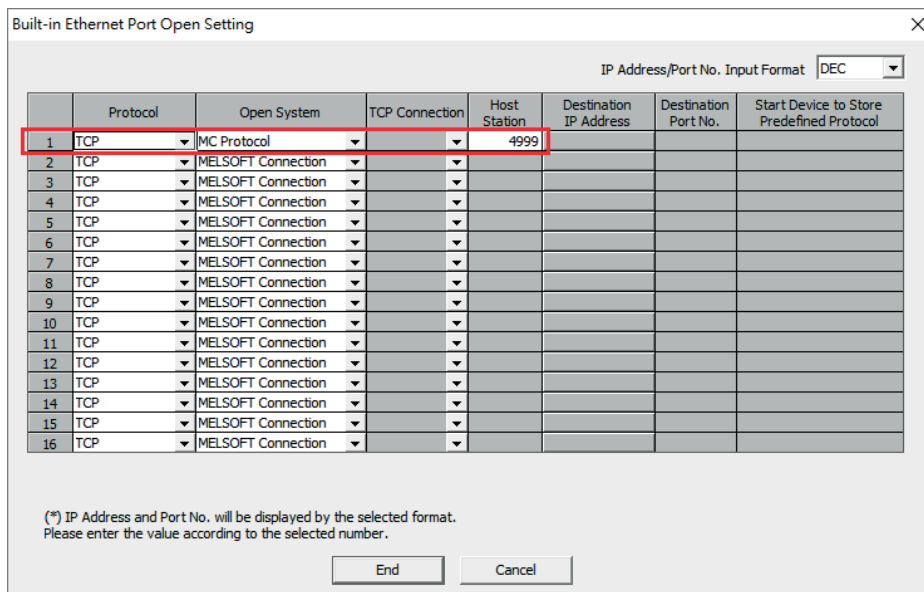 Built-in Ethernet Port Open Setting
IP Address/Port No. Input Format DEC
Protocol Open System TCP Connection Host Station Destination IP Address Destination Port No. Start Device to Store Predefined Protocol
1 TCP MC Protocol 4999
2 TCP MELSOFT Connection
3 TCP MELSOFT Connection
4 TCP MELSOFT Connection
5 TCP MELSOFT Connection
6 TCP MELSOFT Connection
7 TCP MELSOFT Connection
8 TCP MELSOFT Connection
9 TCP MELSOFT Connection
10 TCP MELSOFT Connection
11 TCP MELSOFT Connection
12 TCP MELSOFT Connection
13 TCP MELSOFT Connection
14 TCP MELSOFT Connection
15 TCP MELSOFT Connection
16 TCP MELSOFT Connection
(*) IP Address and Port No. will be displayed by the selected format.
Please enter the value according to the selected number.
End Cancel